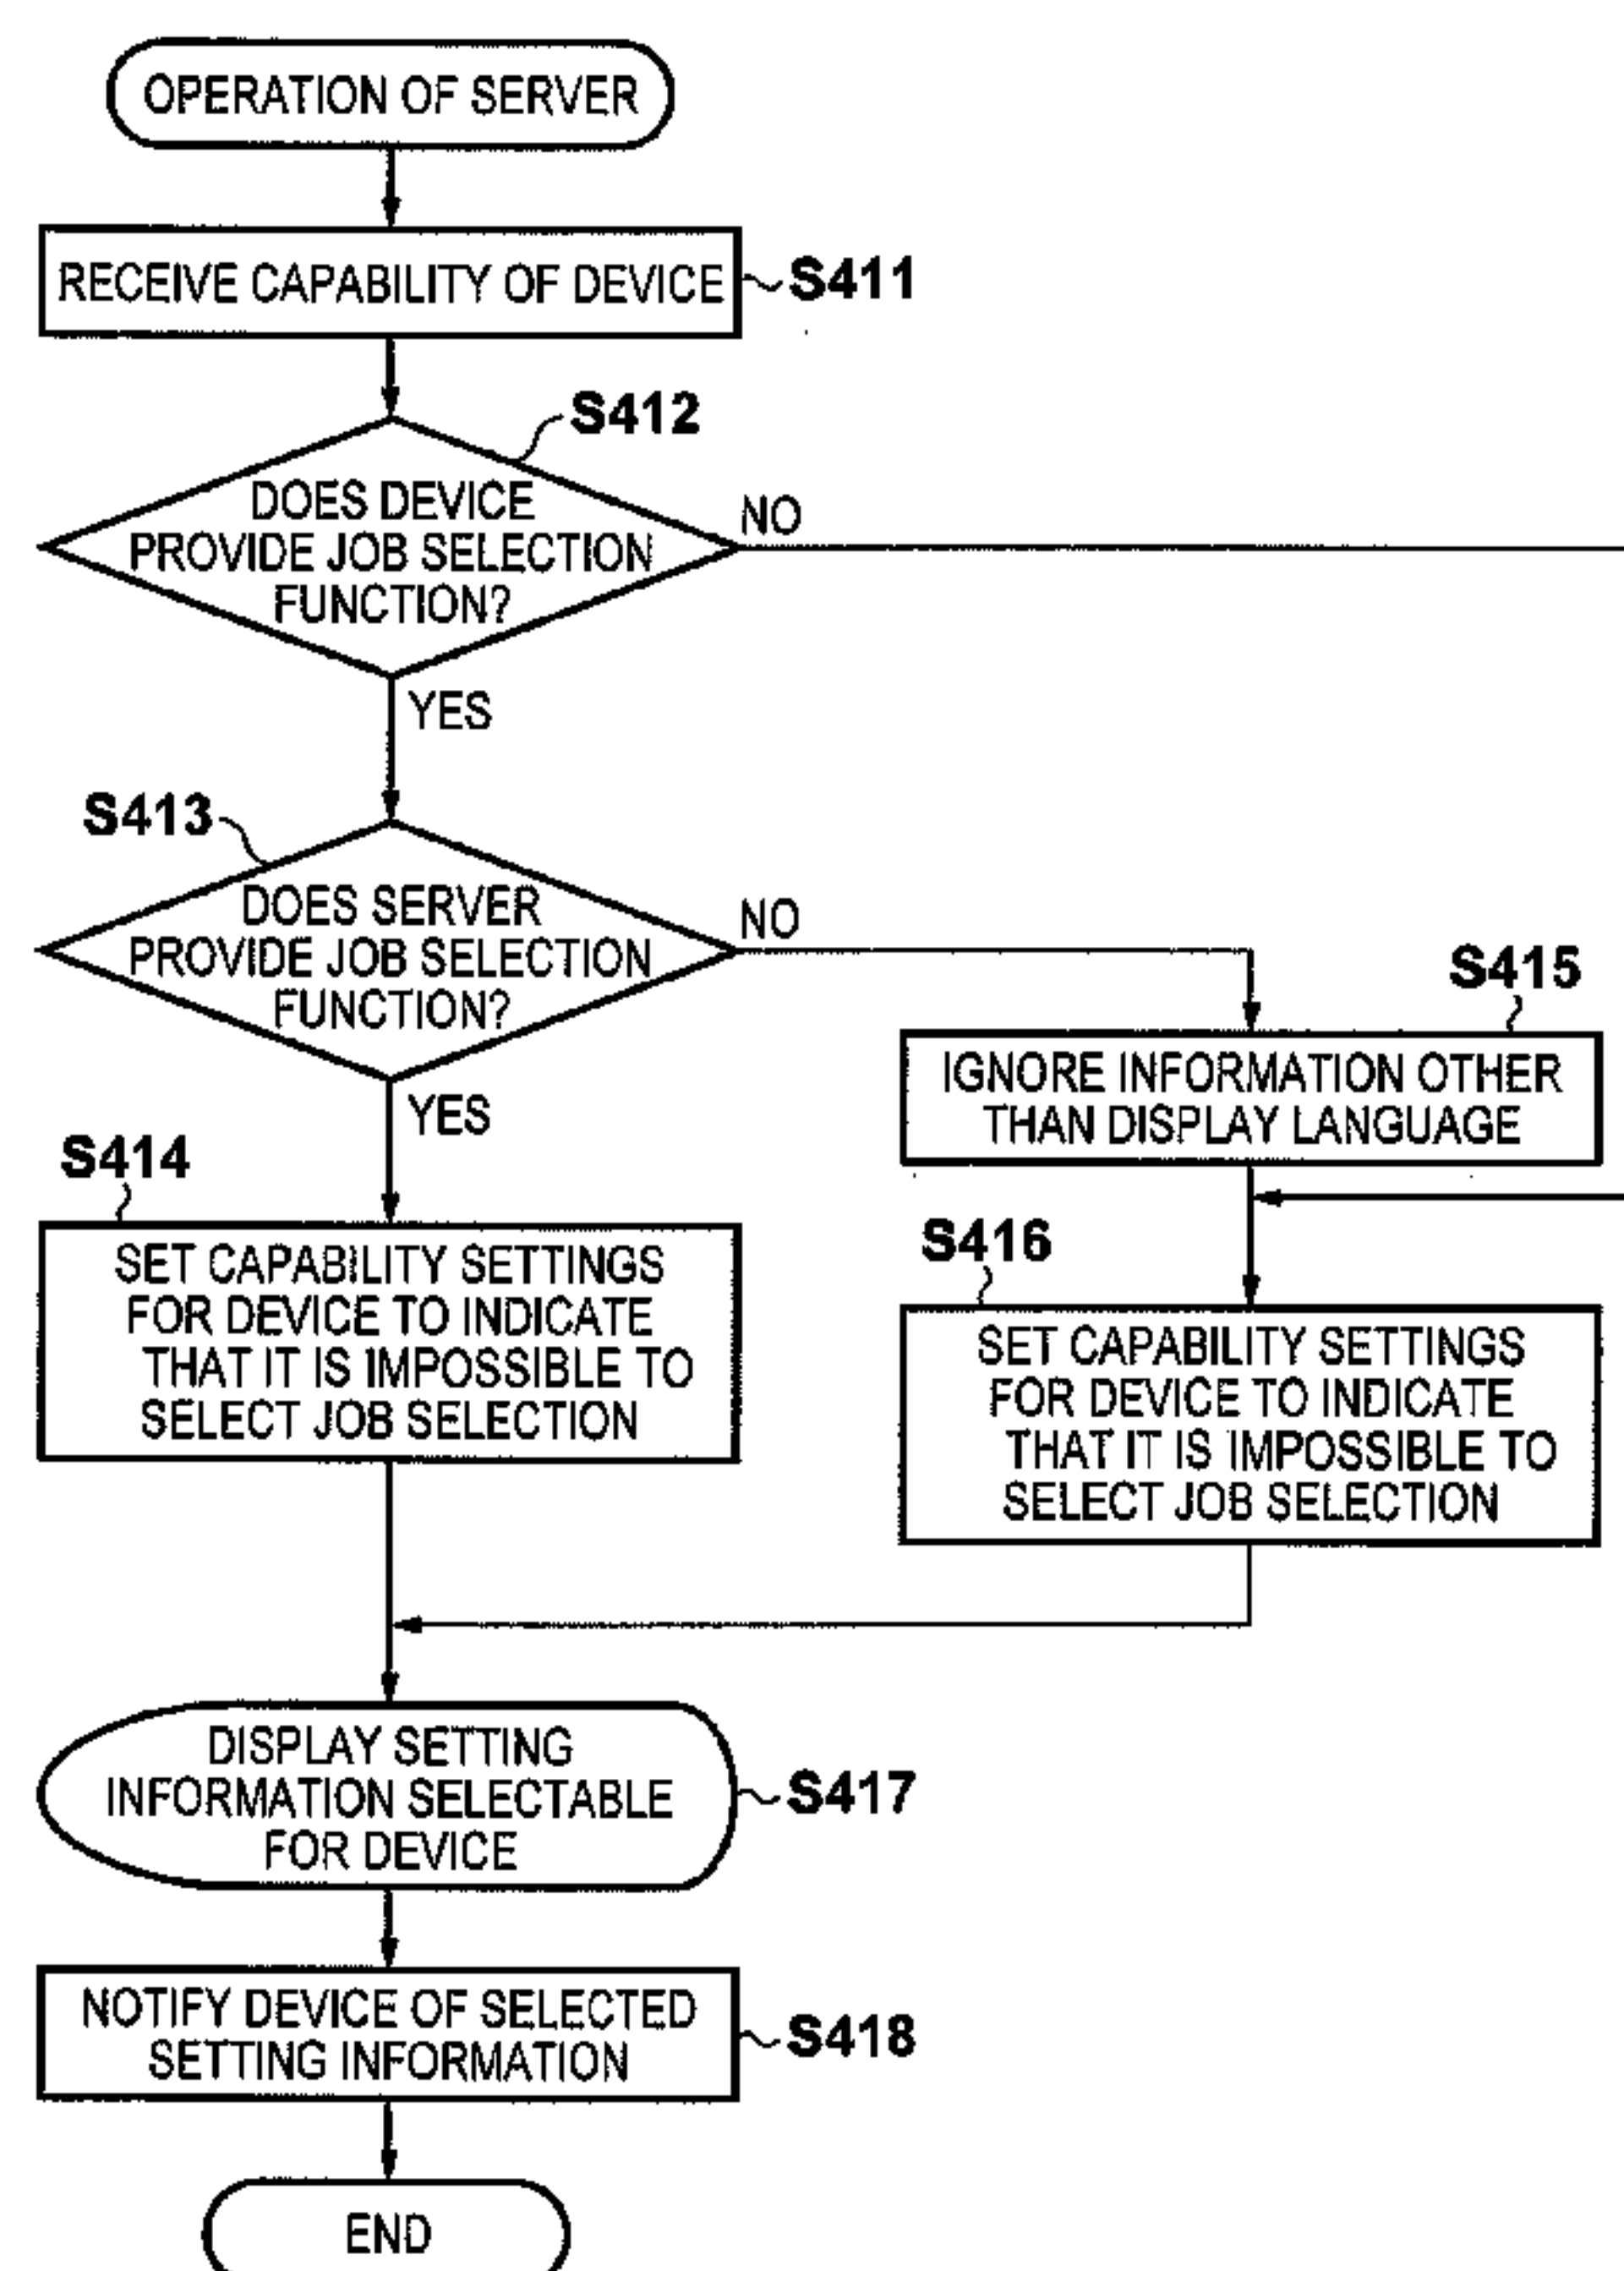 OPERATION OF SERVER
RECEIVE CAPABILITY OF DEVICE
S411
S412
DOES DEVICE
PROVIDE JOB SELECTION
FUNCTION?
NO
YES
S413
DOES SERVER
PROVIDE JOB SELECTION
FUNCTION?
NO
YES
S415
IGNORE INFORMATION OTHER
THAN DISPLAY LANGUAGE
S414
SET CAPABILITY SETTINGS
FOR DEVICE TO INDICATE
THAT IT IS IMPOSSIBLE TO
SELECT JOB SELECTION
S416
SET CAPABILITY SETTINGS
FOR DEVICE TO INDICATE
THAT IT IS IMPOSSIBLE TO
SELECT JOB SELECTION
DISPLAY SETTING
INFORMATION SELECTABLE
FOR DEVICE
S417
NOTIFY DEVICE OF SELECTED
SETTING INFORMATION
S418
END